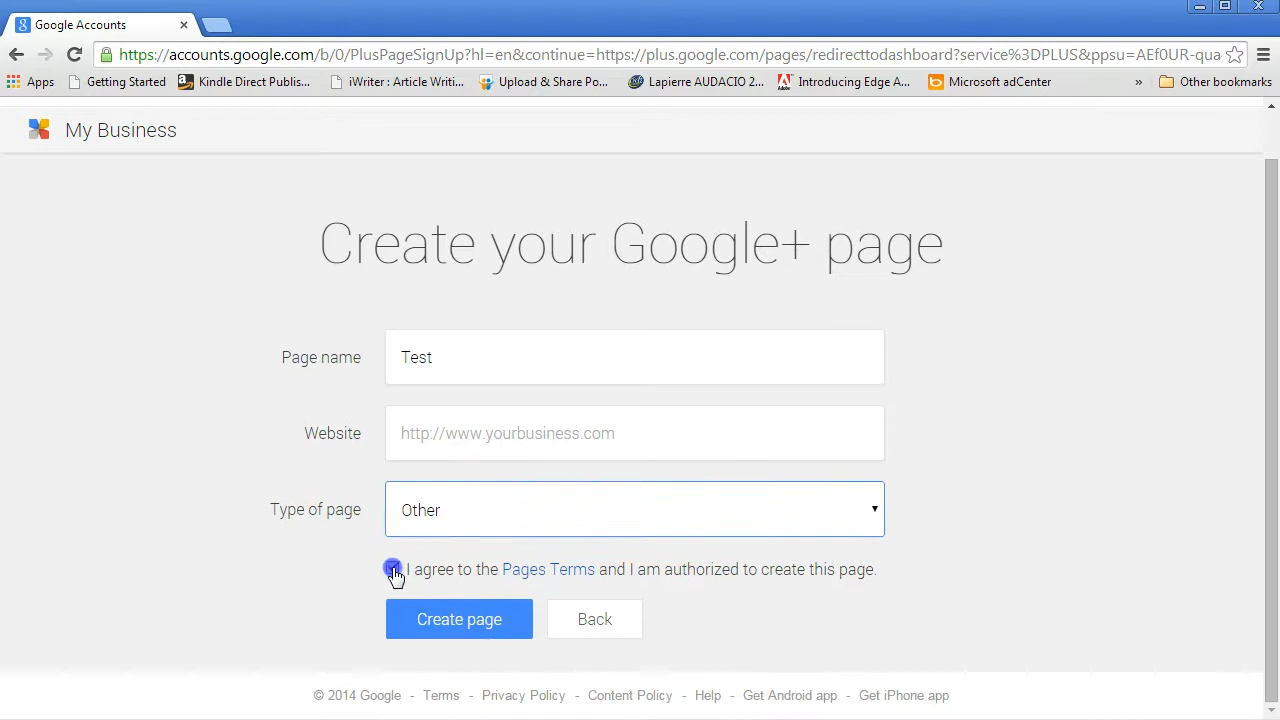 Google Accounts
https://accounts.google.com/b/0/PlusPageSignUp?hl=en&continue=https://plus.google.com/pages/redirecttodashboard?service%3DPLUS&ppsu=AEf0UR-qua
Apps Getting Started Kindle Direct Publis... iWriter : Article Writ... Upload & Share Po... Lapierre AUDACIO 2... Introducing Edge A... Microsoft adCenter » Other bookmarks
My Business
Create your Google+ page
Page name Test
Website http://www.yourbusiness.com
Type of page Other
I agree to the Pages Terms and I am authorized to create this page.
Create page Back
© 2014 Google - Terms - Privacy Policy - Content Policy - Help - Get Android app - Get iPhone app